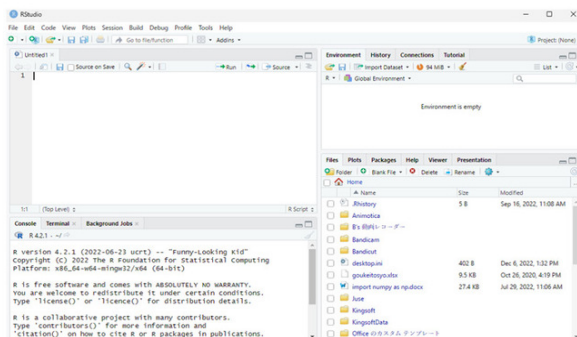 RStudio
File Edit Code View Plots Session Build Debug Profile Tools Help
Go to file/function Addins Project: (None)
Untitled1
Source on Save Run Source
1
1:1 (Top Level) R Script
Console Terminal Background Jobs
R 4.2.1 · ~/
R version 4.2.1 (2022-06-23 ucrt) -- "Funny-Looking Kid"
Copyright (C) 2022 The R Foundation for Statistical Computing
Platform: x86_64-w64-mingw32/x64 (64-bit)
R is free software and comes with ABSOLUTELY NO WARRANTY.
You are welcome to redistribute it under certain conditions.
Type 'license()' or 'licence()' for distribution details.
R is a collaborative project with many contributors.
Type 'contributors()' for more information and
'citation()' on how to cite R or R packages in publications.
Environment History Connections Tutorial
Import Dataset 94 MiB List
R Global Environment
Environment is empty
Files Plots Packages Help Viewer Presentation
Folder Blank File Delete Rename
Home
Name Size Modified
.Rhistory 5 B Sep 16, 2022, 11:08 AM
Animotica
B's 動画レコーダー
Bandicam
Bandicut
desktop.ini 402 B Dec 6, 2022, 1:32 PM
goukeitosyo.xlsx 9.5 KB Oct 26, 2020, 4:19 PM
import numpy as np.docx 27.4 KB Jul 29, 2022, 11:06 AM
Juse
Kingsoft
KingsoftData
Office のカスタム テンプレート